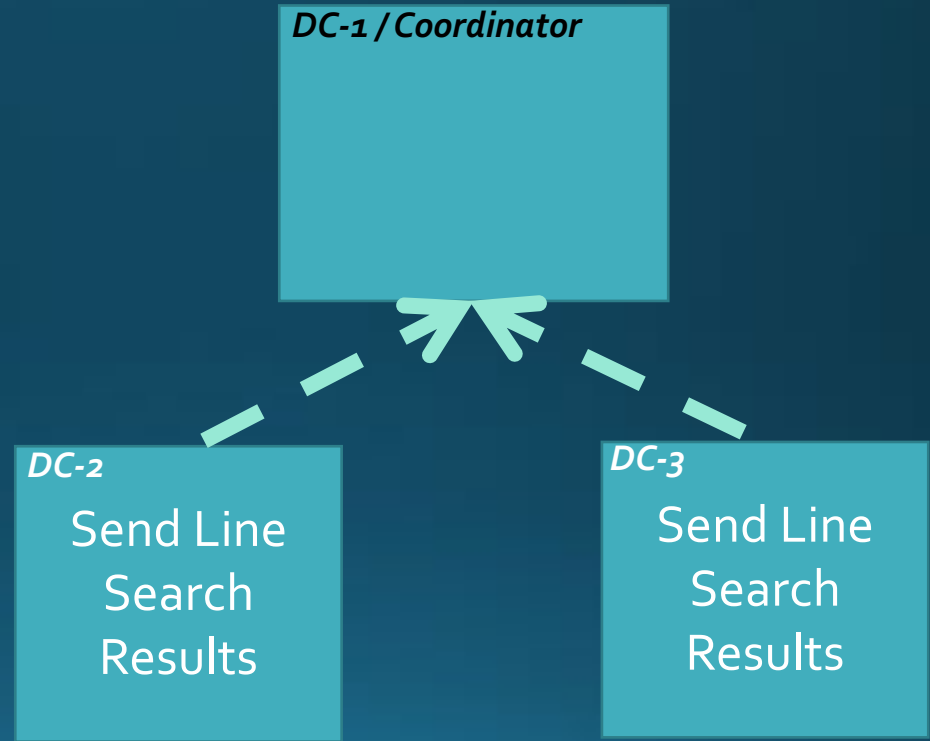 DC-1 / Coordinator
DC-2
Send Line
Search
Results
DC-3
Send Line
Search
Results